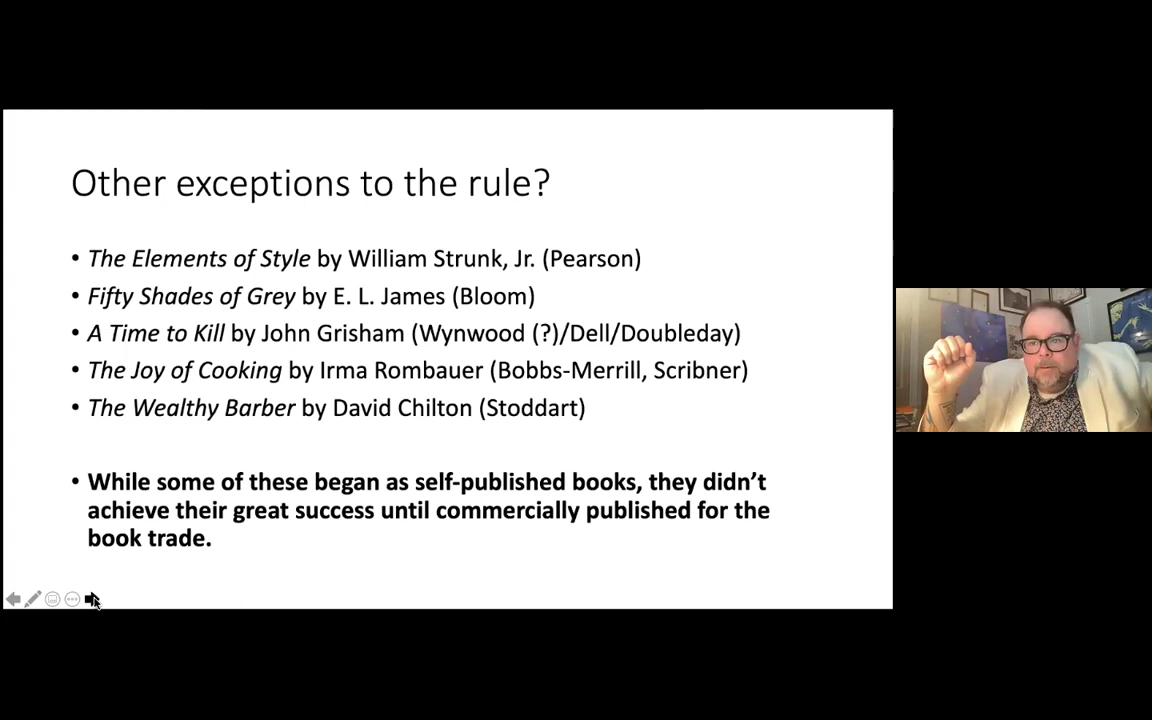 Other exceptions to the rule?
• The Elements of Style by William Strunk, Jr. (Pearson)
• Fifty Shades of Grey by E. L. James (Bloom)
• A Time to Kill by John Grisham (Wynwood (?)/Dell/Doubleday)
• The Joy of Cooking by Irma Rombauer (Bobbs-Merrill, Scribner)
• The Wealthy Barber by David Chilton (Stoddart)
• While some of these began as self-published books, they didn’t
achieve their great success until commercially published for the
book trade.